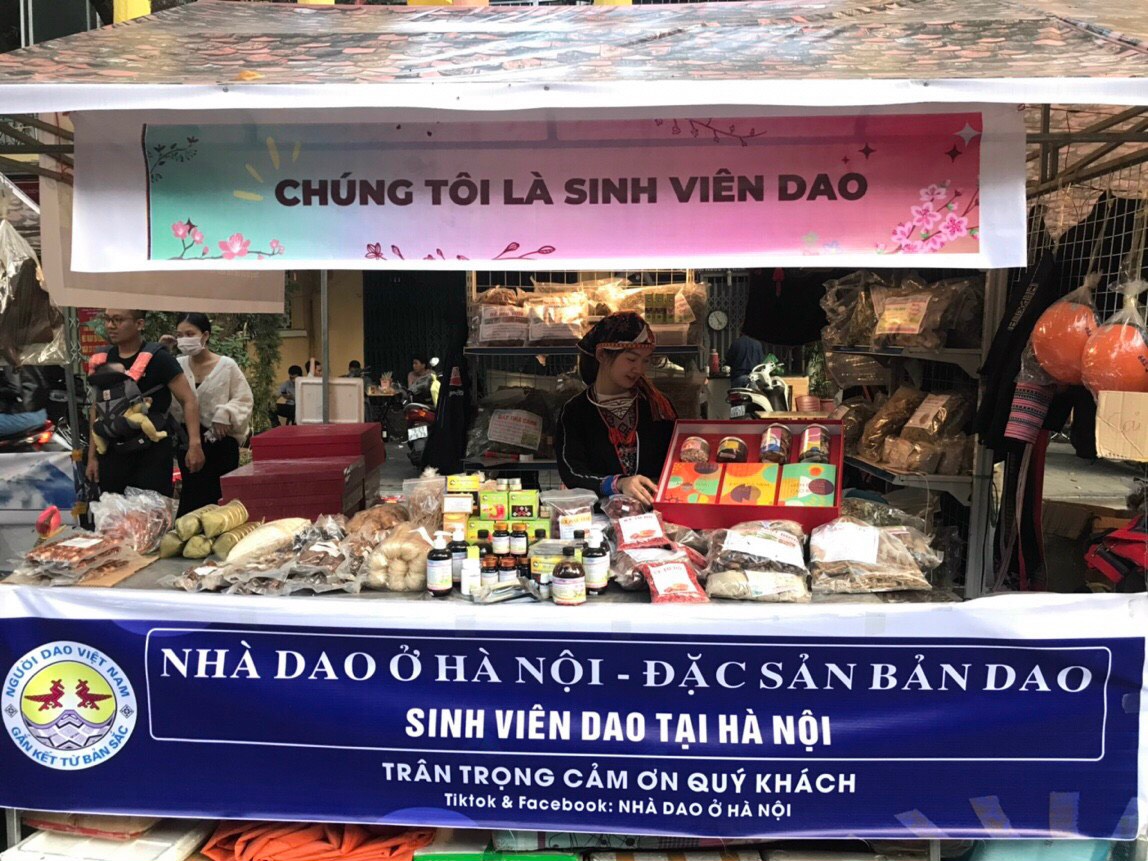 CHÚNG TÔI LÀ SINH VIÊN DAO
NGƯỜI DAO VIỆT NAM
GẮN KẾT TỪ BẢN SẮC
NHÀ DAO Ở HÀ NỘI - ĐẶC SẢN BẢN DAO
SINH VIÊN DAO TẠI HÀ NỘI
TRÂN TRỌNG CẢM ƠN QUÝ KHÁCH
Tiktok & Facebook: NHÀ DAO Ở HÀ NỘI